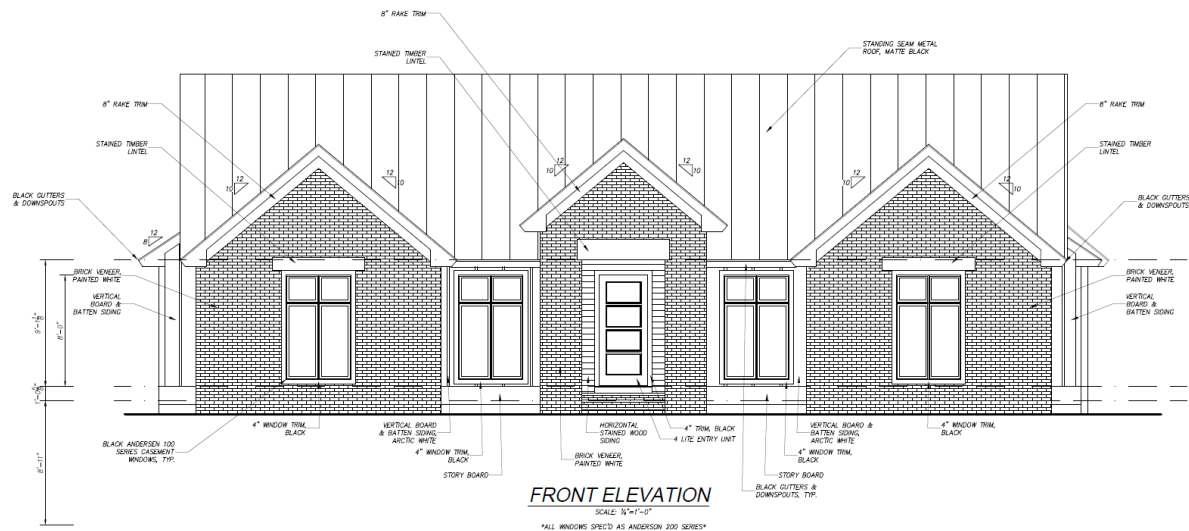 8" RAKE TRIM
STAINED TIMBER
LINTEL
STANDING SEAM METAL
ROOF, MATTE BLACK
8" RAKE TRIM
STAINED TIMBER
LINTEL
8" RAKE TRIM
STAINED TIMBER
LINTEL
12
10
12
10
12
10
12
10
12
10
12
10
BLACK GUTTERS
& DOWNSPOUTS
12
8
BLACK GUTTERS
& DOWNSPOUTS
BRICK VENEER,
PAINTED WHITE
VERTICAL
BOARD &
BATTEN SIDING
BRICK VENEER,
PAINTED WHITE
VERTICAL
BOARD &
BATTEN SIDING
8'-0"
8'-11"
4" WINDOW TRIM,
BLACK
BLACK ANDERSEN 100
SERIES CASEMENT
WINDOWS, TYP.
VERTICAL BOARD
& BATTEN SIDING,
ARCTIC WHITE
4" WINDOW TRIM,
BLACK
STORY BOARD
HORIZONTAL
STAINED WOOD
SIDING
BRICK VENEER,
PAINTED WHITE
4" TRIM, BLACK
4 LITE ENTRY UNIT
VERTICAL BOARD &
BATTEN SIDING,
ARCTIC WHITE
4" WINDOW TRIM,
BLACK
STORY BOARD
BLACK GUTTERS &
DOWNSPOUTS, TYP.
4" WINDOW TRIM,
BLACK
FRONT ELEVATION
SCALE: ¼"=1'-0"
*ALL WINDOWS SPEC'D AS ANDERSON 200 SERIES*